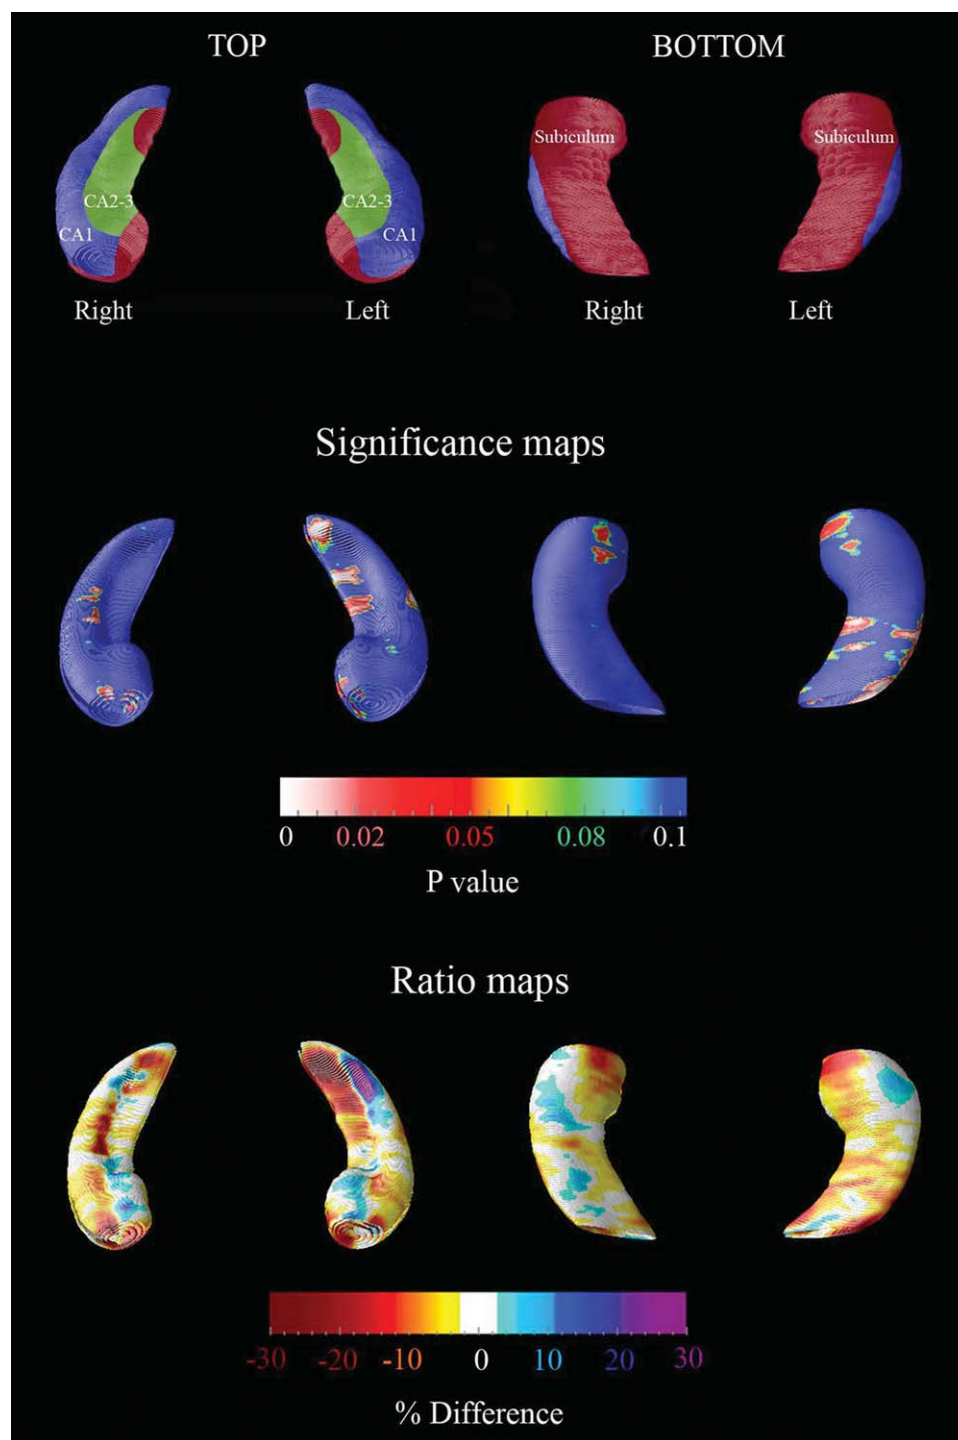 TOP BOTTOM
Subiculum Subiculum
CA2-3 CA2-3
CA1 CA1
Right Left Right Left
Significance maps
0 0.02 0.05 0.08 0.1
P value
Ratio maps
-30 -20 -10 0 10 20 30
% Difference